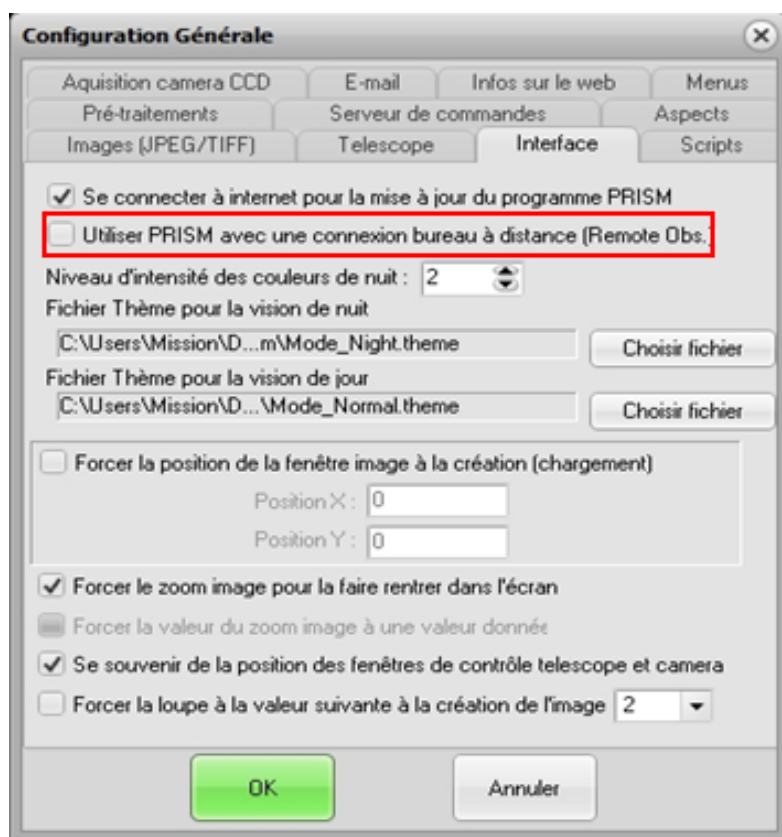 Configuration Générale
Aquisition camera CCD E-mail Infos sur le web Menus
Pré-traitements Serveur de commandes Aspects
Images (JPEG/TIFF) Telescope Interface Scripts
Se connecter à internet pour la mise à jour du programme PRISM
Utiliser PRISM avec une connexion bureau à distance (Remote Obs.)
Niveau d'intensité des couleurs de nuit : 2
Fichier Thème pour la vision de nuit
C:\Users\Mission\D...m\Mode_Night.theme Choisir fichier
Fichier Thème pour la vision de jour
C:\Users\Mission\D...\Mode_Normal.theme Choisir fichier
Forcer la position de la fenêtre image à la création (chargement)
Position X : 0
Position Y : 0
Forcer le zoom image pour la faire rentrer dans l'écran
Forcer la valeur du zoom image à une valeur donnée
Se souvenir de la position des fenêtres de contrôle telescope et camera
Forcer la loupe à la valeur suivante à la création de l'image 2
OK Annuler